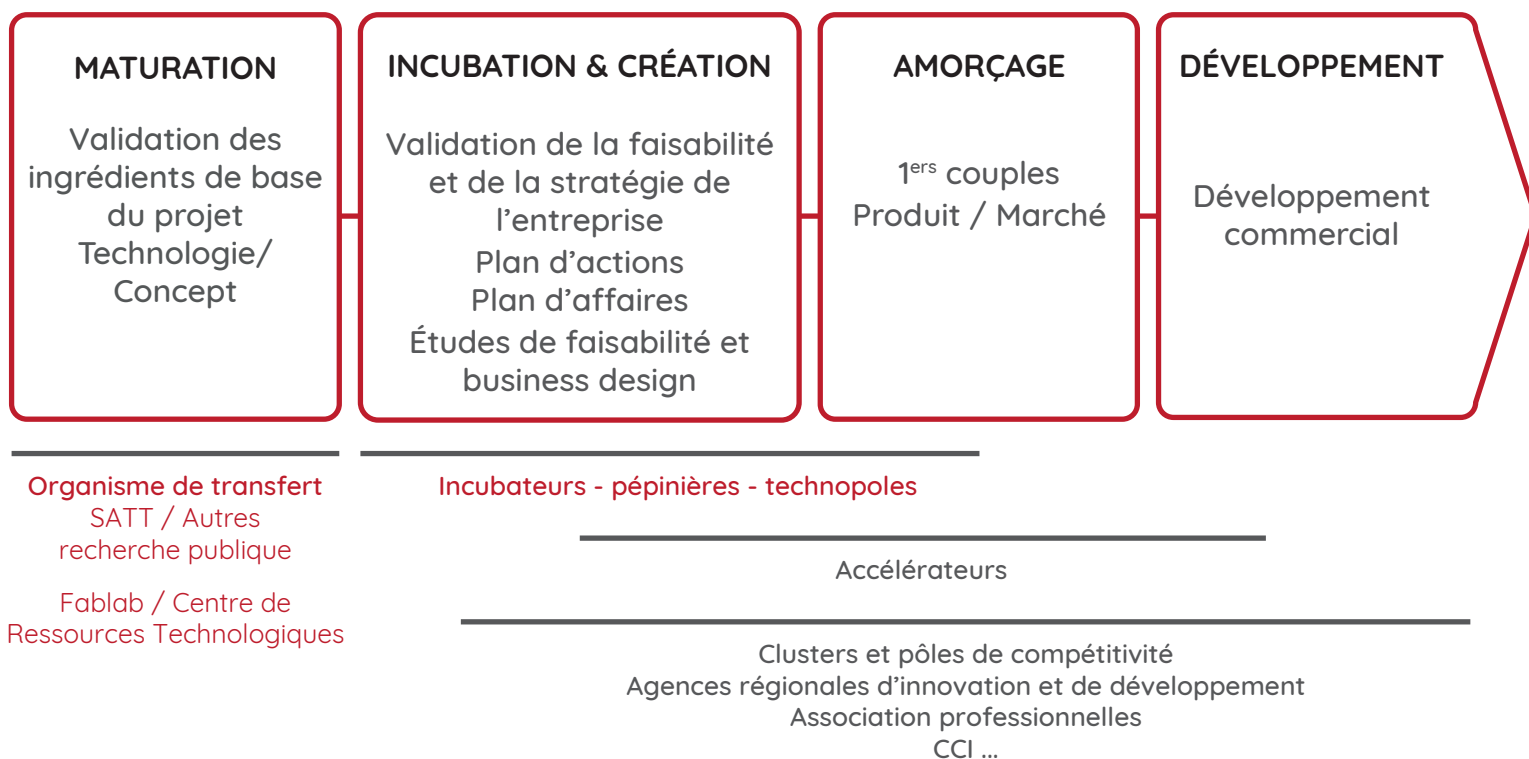 MATURATION
Validation des
ingrédients de base
du projet
Technologie/
Concept
INCUBATION & CRÉATION
Validation de la faisabilité
et de la stratégie de
l’entreprise
Plan d’actions
Plan d’affaires
Études de faisabilité et
business design
AMORÇAGE
1ers couples
Produit / Marché
DÉVELOPPEMENT
Développement
commercial
Organisme de transfert
SATT / Autres
recherche publique
Fablab / Centre de
Ressources Technologiques
Incubateurs - pépinières - technopoles
Accélérateurs
Clusters et pôles de compétitivité
Agences régionales d’innovation et de développement
Association professionnelles
CCI ...